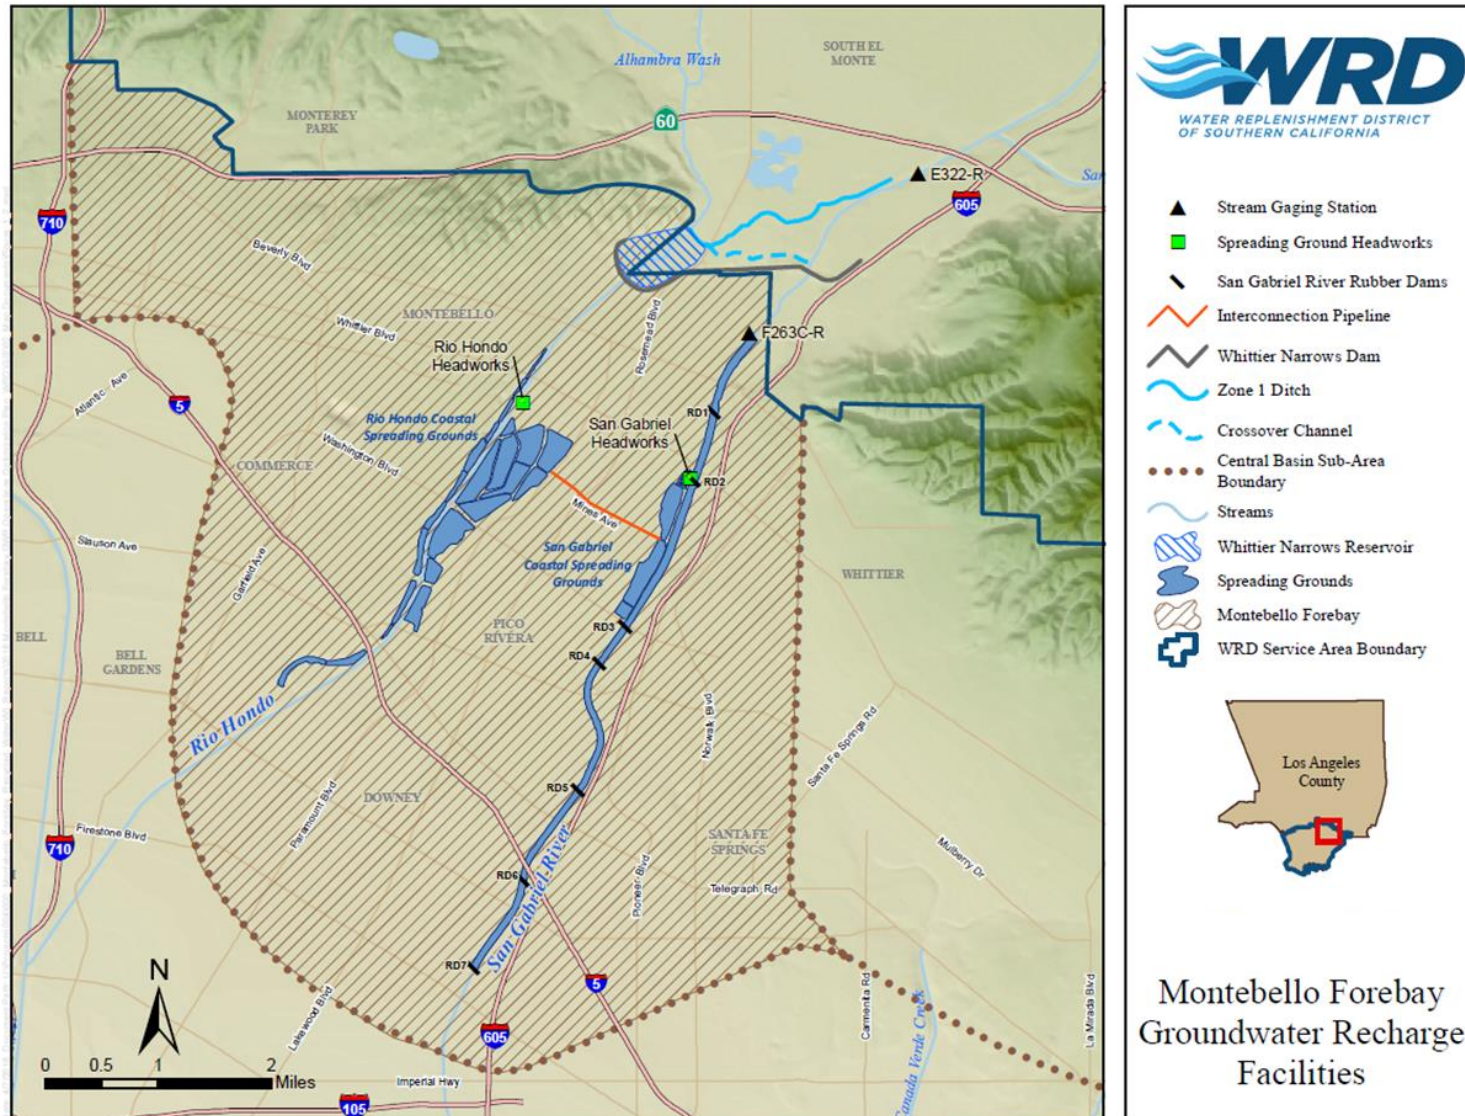 Alhambra Wash
SOUTH EL
MONTE
MONTEREY
PARK
60
E322-R
San
605
710
Beverly Blvd
MONTEBELLO
Whittier Blvd
Rosemead Blvd
F263C-R
Rio Hondo
Headworks
Atlantic Ave
5
Rio Hondo Coastal
Spreading Grounds
San Gabriel
Headworks
RD1
Washington Blvd
COMMERCE
RD2
Mines Ave
Slauson Ave
San Gabriel
Coastal Spreading
Grounds
Garfield Ave
WHITTIER
PICO
RIVERA
RD3
BELL
BELL
GARDENS
RD4
Rio Hondo
Norwalk Blvd
Santa Fe Springs Rd
RD5
DOWNEY
Paramount Blvd
Firestone Blvd
710
SANTA FE
SPRINGS
Mulberry Dr
RD6
San Gabriel River
Pioneer Blvd
Telegraph Rd
RD7
5
Lakewood Blvd
Carmenita Rd
Canada Verde Creek
La Mirada Blvd
605
N
0 0.5 1 2
Miles
Imperial Hwy
105
WRD
WATER REPLENISHMENT DISTRICT
OF SOUTHERN CALIFORNIA
Stream Gaging Station
Spreading Ground Headworks
San Gabriel River Rubber Dams
Interconnection Pipeline
Whittier Narrows Dam
Zone 1 Ditch
Crossover Channel
Central Basin Sub-Area
Boundary
Streams
Whittier Narrows Reservoir
Spreading Grounds
Montebello Forebay
WRD Service Area Boundary
Los Angeles
County
Montebello Forebay
Groundwater Recharge
Facilities